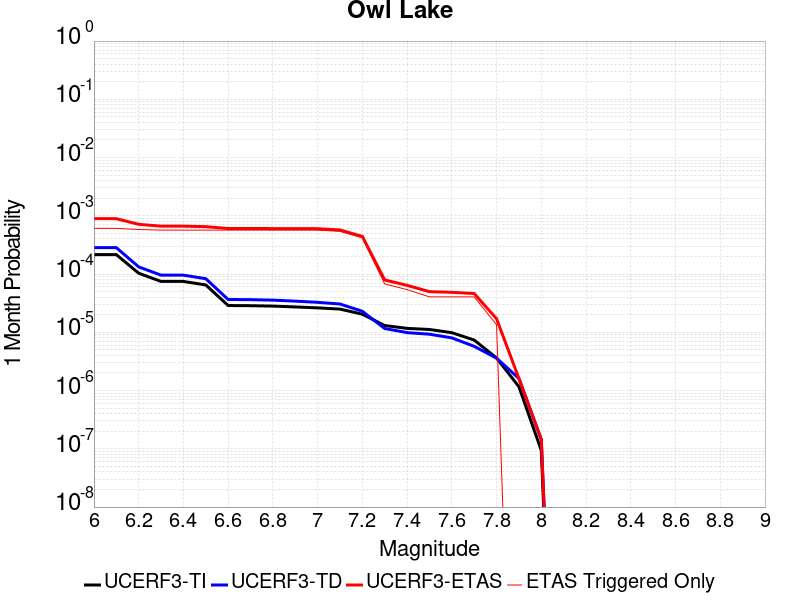 Owl Lake
10^0
10^-1
10^-2
10^-3
10^-4
10^-5
10^-6
10^-7
10^-8
1 Month Probability
6 6.2 6.4 6.6 6.8 7 7.2 7.4 7.6 7.8 8 8.2 8.4 8.6 8.8 9
Magnitude
UCERF3-TI UCERF3-TD UCERF3-ETAS ETAS Triggered Only